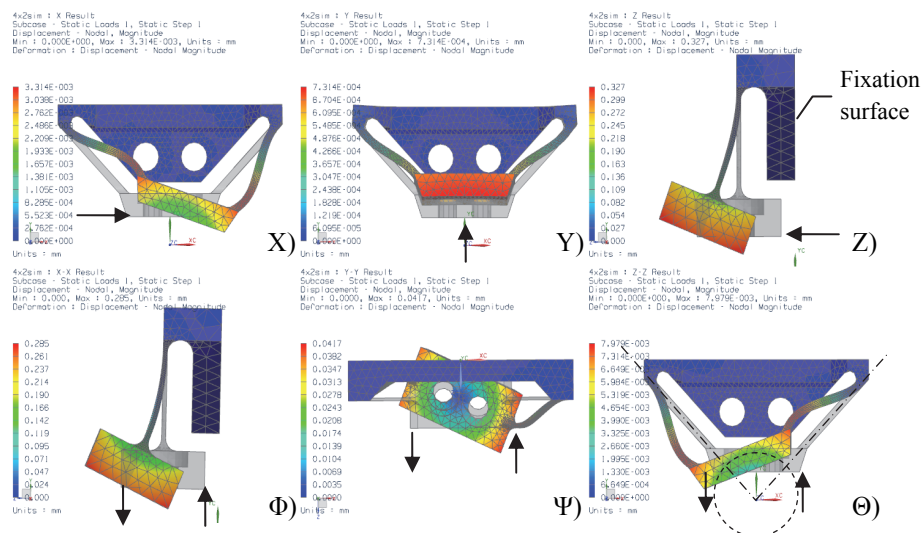 4x2sim : X Result
Subcase - Static Loads 1, Static Step 1
Displacement - Nodal, Magnitude
Min : 0.000E+000, Max : 3.314E-003, Units = mm
Deformation : Displacement - Nodal Magnitude
3.314E-003
3.038E-003
2.762E-003
2.486E-003
2.209E-003
1.933E-003
1.657E-003
1.381E-003
1.105E-003
8.285E-004
5.523E-004
2.762E-004
0.000E+000
Units = mm
ZC XC
X)
4x2sim : Y Result
Subcase - Static Loads 1, Static Step 1
Displacement - Nodal, Magnitude
Min : 0.000E+000, Max : 7.314E-004, Units = mm
Deformation : Displacement - Nodal Magnitude
7.314E-004
6.704E-004
6.095E-004
5.485E-004
4.876E-004
4.266E-004
3.657E-004
3.047E-004
2.438E-004
1.828E-004
1.219E-004
6.095E-005
0.000E+000
Units = mm
YC
ZC XC
Y)
4x2sim : Z Result
Subcase - Static Loads 1, Static Step 1
Displacement - Nodal, Magnitude
Min : 0.000, Max : 0.327, Units = mm
Deformation : Displacement - Nodal Magnitude
0.327
0.299
0.272
0.245
0.218
0.190
0.163
0.136
0.109
0.082
0.054
0.027
0.000
Units = mm
YC
Fixation
surface
Z)
4x2sim : X-X Result
Subcase - Static Loads 1, Static Step 1
Displacement - Nodal, Magnitude
Min : 0.000, Max : 0.285, Units = mm
Deformation : Displacement - Nodal Magnitude
0.285
0.261
0.237
0.214
0.190
0.166
0.142
0.119
0.095
0.071
0.047
0.024
0.000
Units = mm
YC
Φ)
4x2sim : Y-Y Result
Subcase - Static Loads 1, Static Step 1
Displacement - Nodal, Magnitude
Min : 0.0000, Max : 0.0417, Units = mm
Deformation : Displacement - Nodal Magnitude
0.0417
0.0382
0.0347
0.0313
0.0278
0.0243
0.0208
0.0174
0.0139
0.0104
0.0070
0.0035
0.0000
Units = mm
XC
Ψ)
4x2sim : Z-Z Result
Subcase - Static Loads 1, Static Step 1
Displacement - Nodal, Magnitude
Min : 0.000E+000, Max : 7.979E-003, Units = mm
Deformation : Displacement - Nodal Magnitude
7.979E-003
7.314E-003
6.649E-003
5.984E-003
5.319E-003
4.654E-003
3.990E-003
3.325E-003
2.660E-003
1.995E-003
1.330E-003
6.649E-004
0.000E+000
Units = mm
ZC XC
Θ)